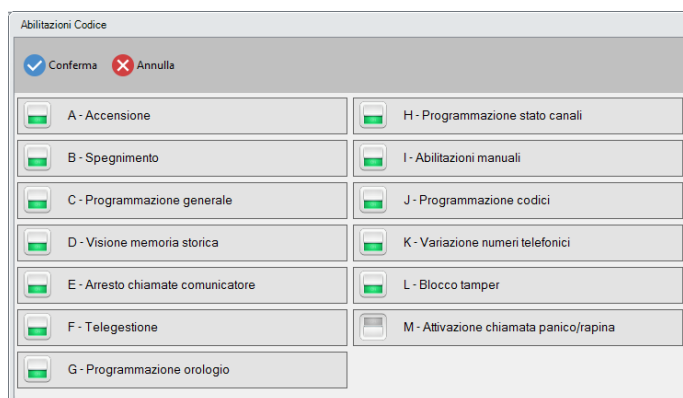 Abilitazioni Codice
Conferma Annulla
A - Accensione
B - Spegnimento
C - Programmazione generale
D - Visione memoria storica
E - Arresto chiamate comunicatore
F - Telegestione
G - Programmazione orologio
H - Programmazione stato canali
I - Abilitazioni manuali
J - Programmazione codici
K - Variazione numeri telefonici
L - Blocco tamper
M - Attivazione chiamata panico/rapina